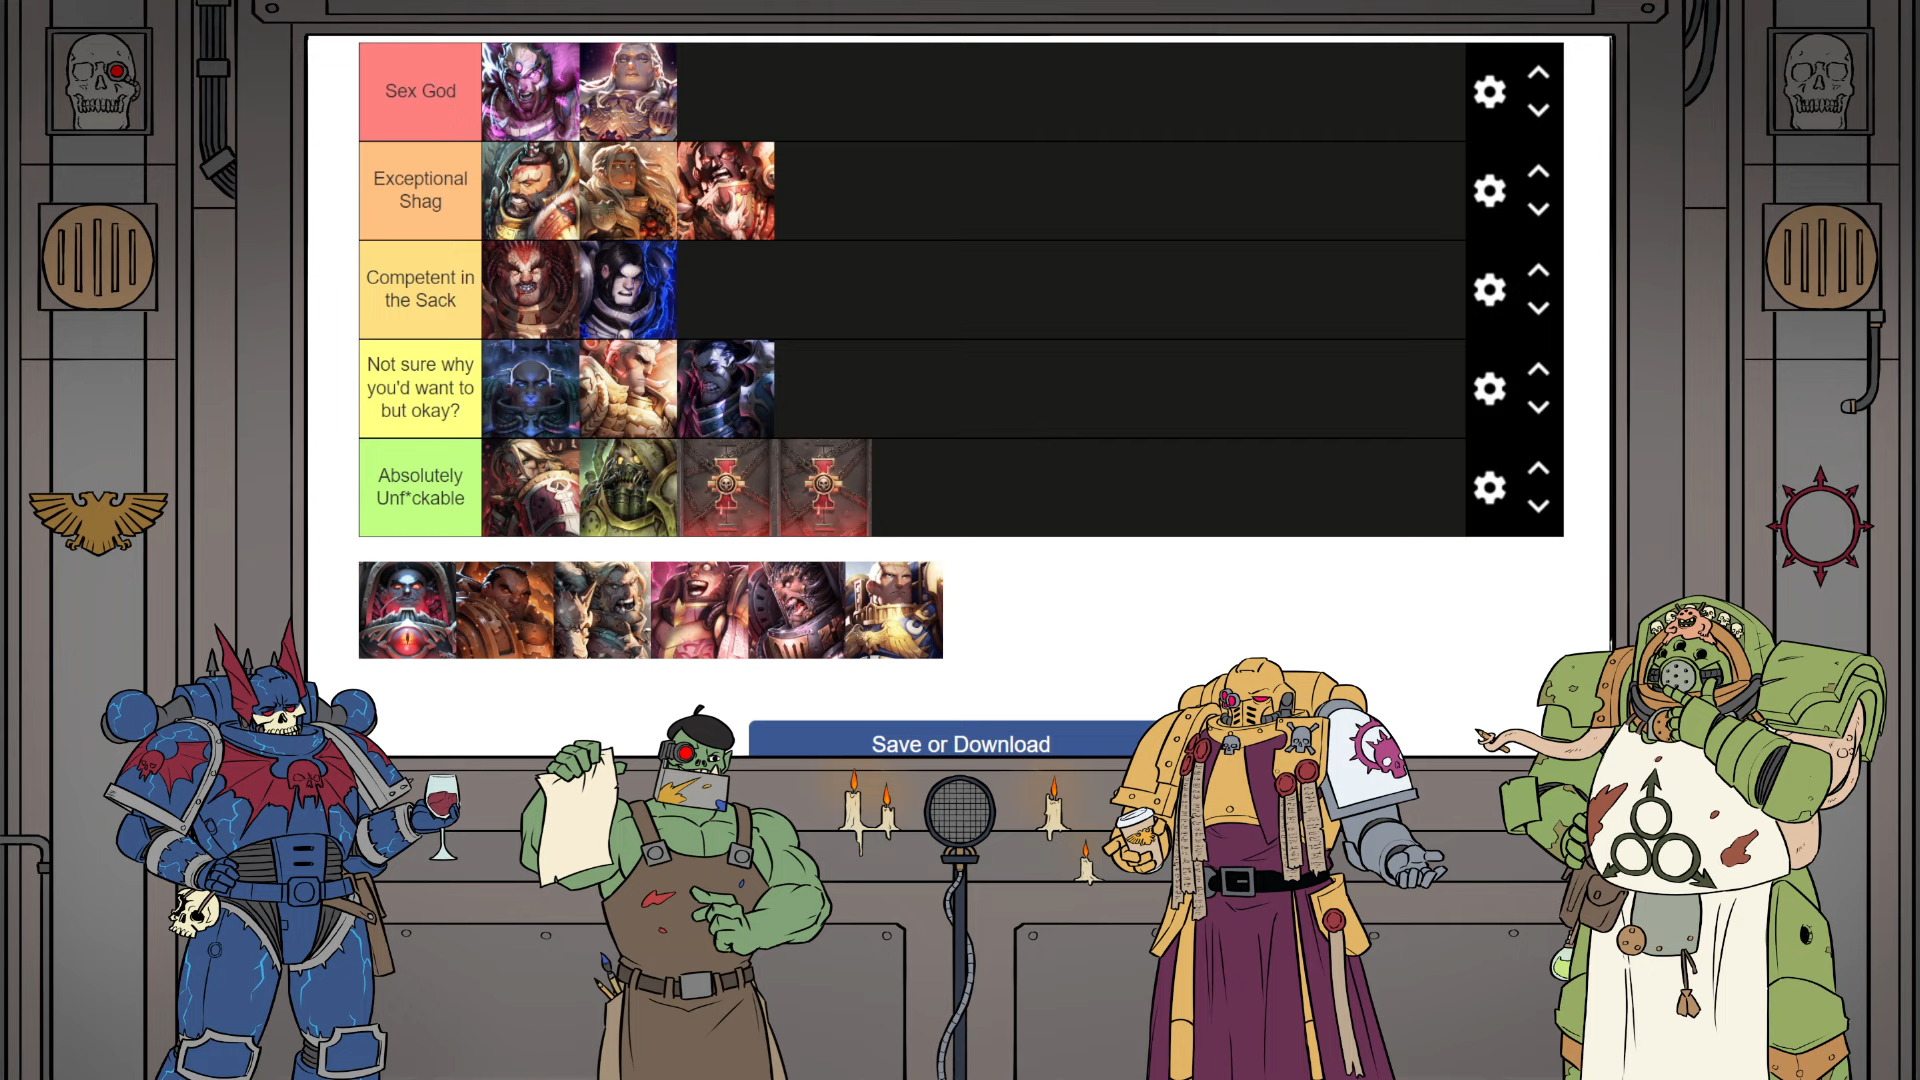 Sex God
Exceptional
Shag
Competent in
the Sack
Not sure why
you'd want to
but okay?
Absolutely
Unf*ckable
Save or Download